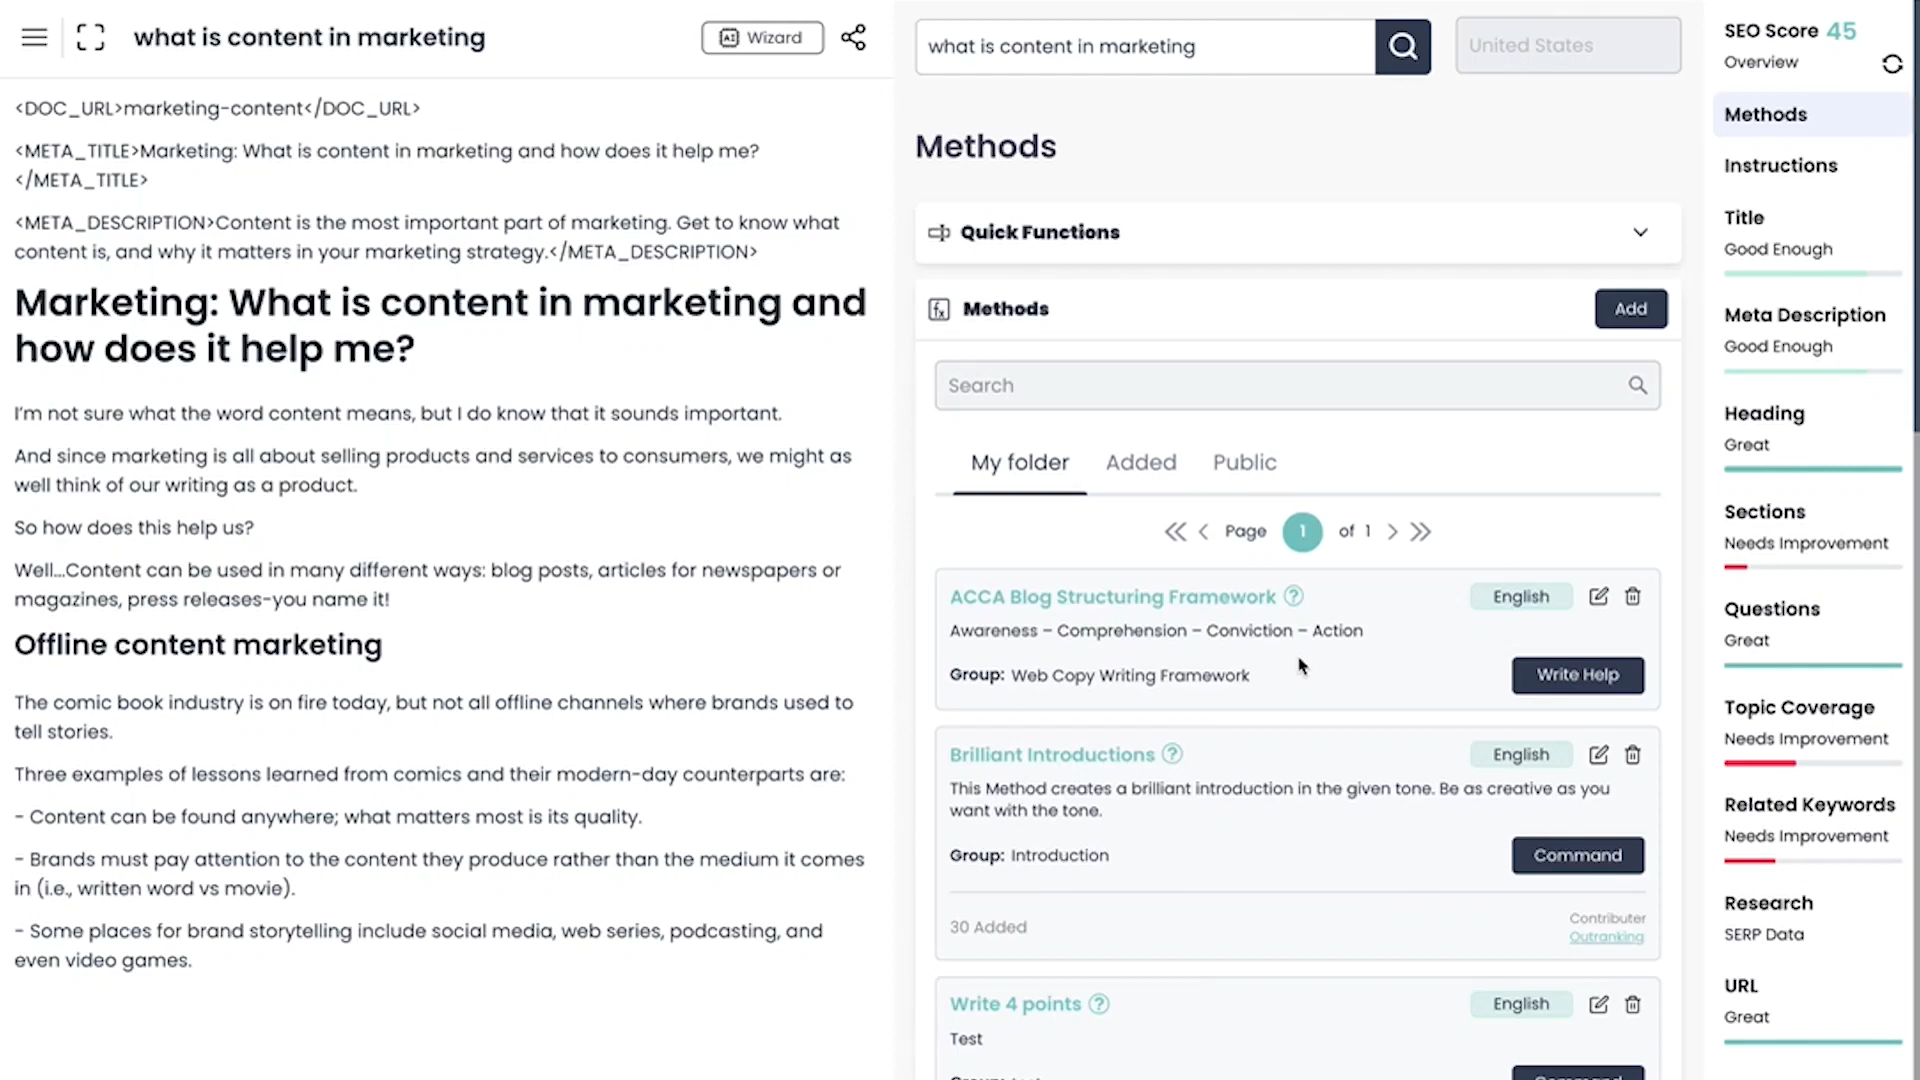 what is content in marketing
Wizard
<DOC_URL>marketing-content</DOC_URL>
<META_TITLE>Marketing: What is content in marketing and how does it help me?
</META_TITLE>
<META_DESCRIPTION>Content is the most important part of marketing. Get to know what
content is, and why it matters in your marketing strategy.</META_DESCRIPTION>
Marketing: What is content in marketing and
how does it help me?
I'm not sure what the word content means, but I do know that it sounds important.
And since marketing is all about selling products and services to consumers, we might as
well think of our writing as a product.
So how does this help us?
Well...Content can be used in many different ways: blog posts, articles for newspapers or
magazines, press releases-you name it!
Offline content marketing
The comic book industry is on fire today, but not all offline channels where brands used to
tell stories.
Three examples of lessons learned from comics and their modern-day counterparts are:
- Content can be found anywhere; what matters most is its quality.
- Brands must pay attention to the content they produce rather than the medium it comes
in (i.e., written word vs movie).
- Some places for brand storytelling include social media, web series, podcasting, and
even video games.
what is content in marketing
United States
Methods
Quick Functions
Methods
Add
Search
My folder Added Public
Page 1 of 1
ACCA Blog Structuring Framework
English
Awareness – Comprehension – Conviction – Action
Group: Web Copy Writing Framework
Write Help
Brilliant Introductions
English
This Method creates a brilliant introduction in the given tone. Be as creative as you
want with the tone.
Group: Introduction
Command
30 Added
Contributer
Outranking
Write 4 points
English
Test
SEO Score 45
Overview
Methods
Instructions
Title
Good Enough
Meta Description
Good Enough
Heading
Great
Sections
Needs Improvement
Questions
Great
Topic Coverage
Needs Improvement
Related Keywords
Needs Improvement
Research
SERP Data
URL
Great